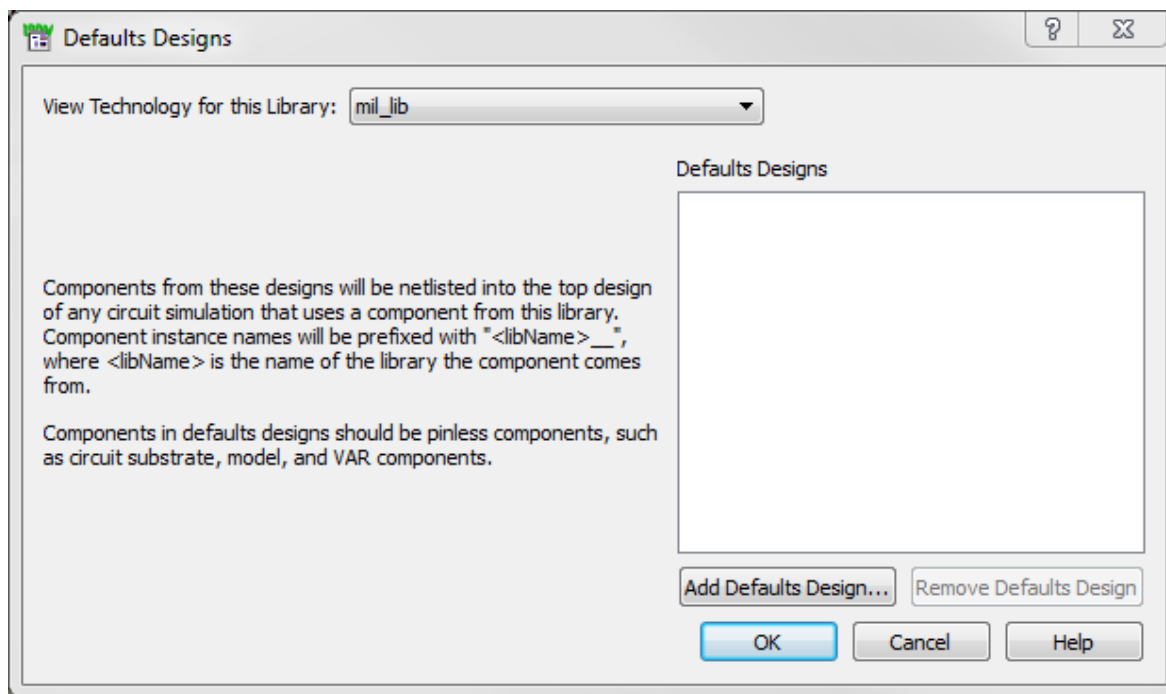 Defaults Designs
View Technology for this Library: mil_lib
Defaults Designs
Components from these designs will be netlisted into the top design
of any circuit simulation that uses a component from this library.
Component instance names will be prefixed with "<libName>__",
where <libName> is the name of the library the component comes
from.
Components in defaults designs should be pinless components, such
as circuit substrate, model, and VAR components.
Add Defaults Design... Remove Defaults Design
OK Cancel Help